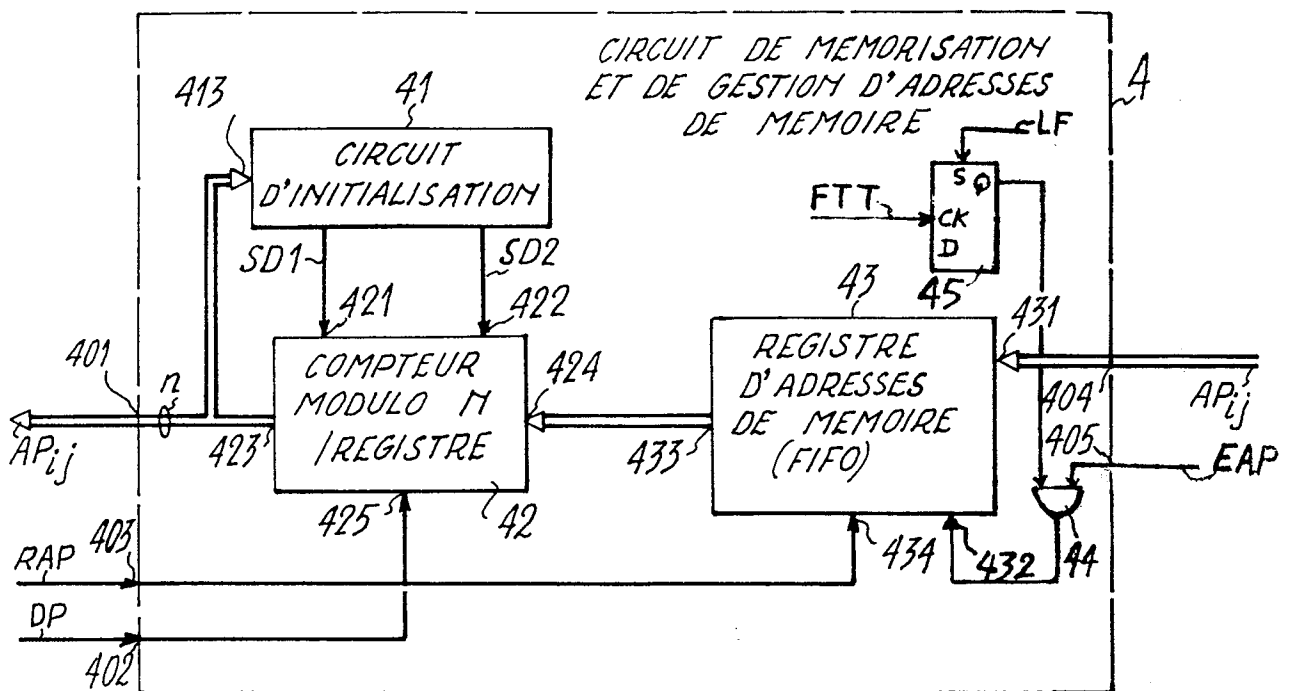 CIRCUIT DE MEMORISATION
ET DE GESTION D'ADRESSES
DE MEMOIRE
4
413
41
CIRCUIT
D'INITIALISATION
LF
S Q
FTT
CK
D
45
SD1
SD2
421
422
43
431
401
n
COMPTEUR
MODULO N
/REGISTRE
424
REGISTRE
D'ADRESSES
DE MEMOIRE
(FIFO)
404
APij
APij
423
433
405
EAP
425
42
434
432
44
RAP
403
DP
402